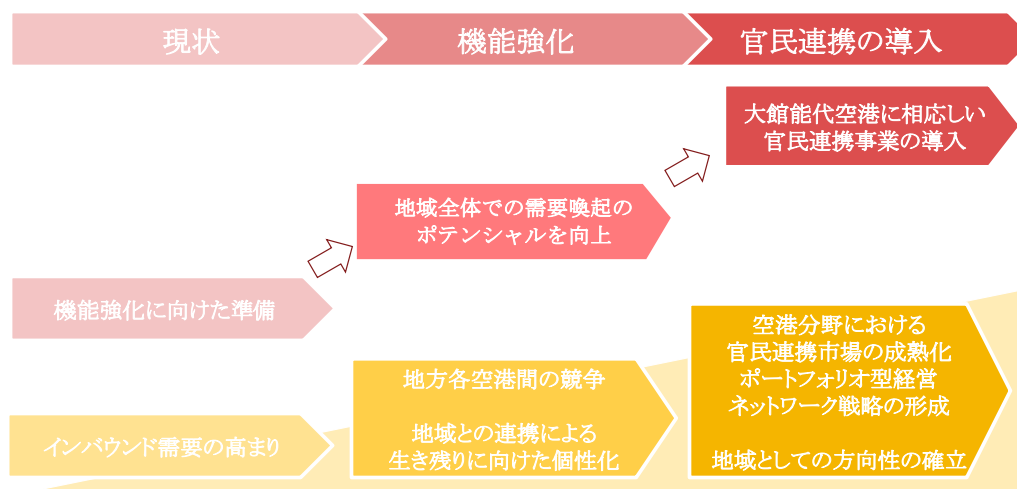 現状
機能強化
官民連携の導入
大館能代空港に相応しい
官民連携事業の導入
地域全体での需要喚起の
ポテンシャルを向上
機能強化に向けた準備
インバウンド需要の高まり
地方各空港間の競争
地域との連携による
生き残りに向けた個性化
空港分野における
官民連携市場の成熟化
ポートフォリオ型経営
ネットワーク戦略の形成
地域としての方向性の確立